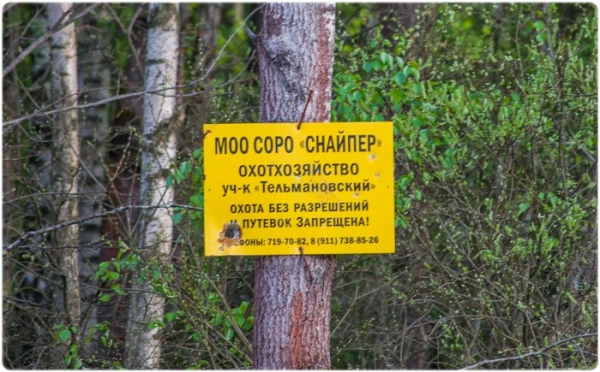 МОО СОРО «СНАЙПЕР»
ОХОТХОЗЯЙСТВО
уч-к «Тельмановский»
ОХОТА БЕЗ РАЗРЕШЕНИЙ
ПУТЕВОК ЗАПРЕЩЕНА!
ФОНЫ: 719-70-82, 8 (911) 738-85-26